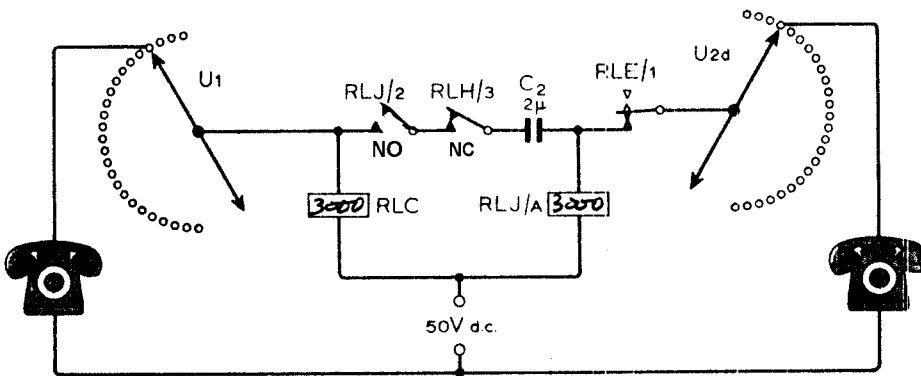 U1
U2d
RLJ/2
RLH/3
C2
2μ
RLE/1
NO
NC
3000
RLC
RLJ/A
3000
50V d.c.